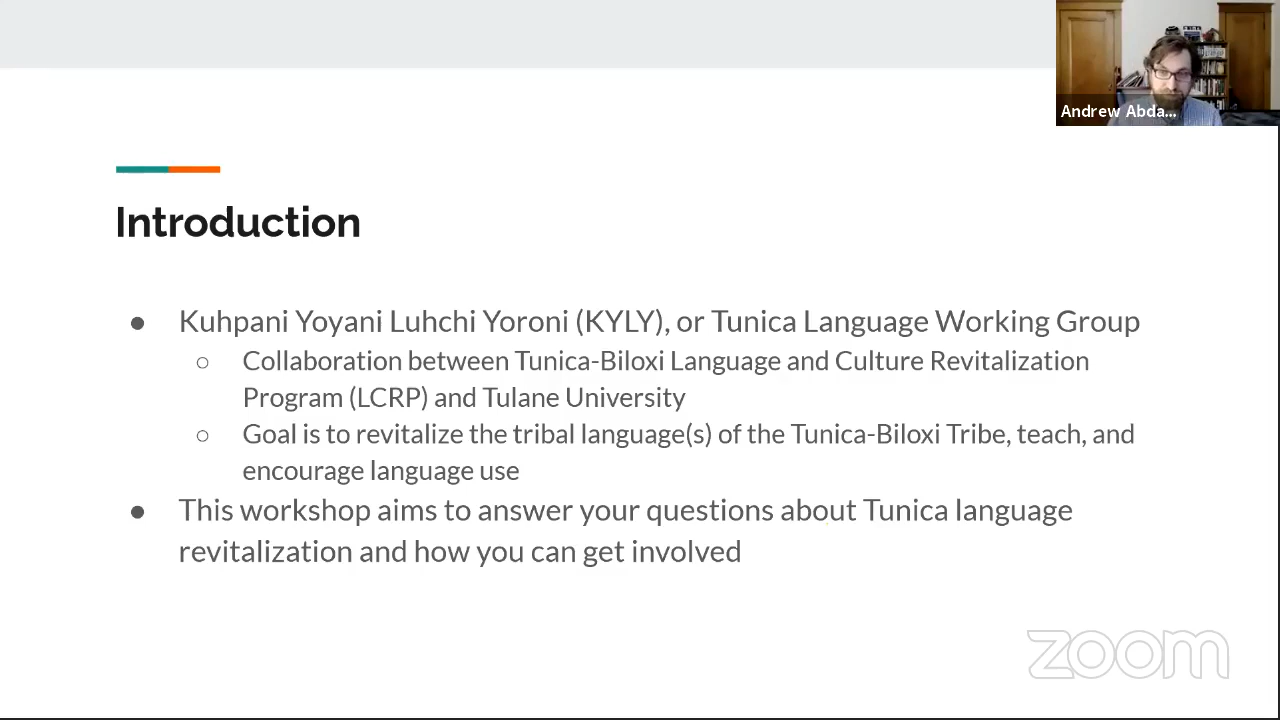 Andrew Abda...
Introduction
● Kuhpani Yoyani Luhchi Yoroni (KYLY), or Tunica Language Working Group
○ Collaboration between Tunica-Biloxi Language and Culture Revitalization
Program (LCRP) and Tulane University
○ Goal is to revitalize the tribal language(s) of the Tunica-Biloxi Tribe, teach, and
encourage language use
● This workshop aims to answer your questions about Tunica language
revitalization and how you can get involved
zoom